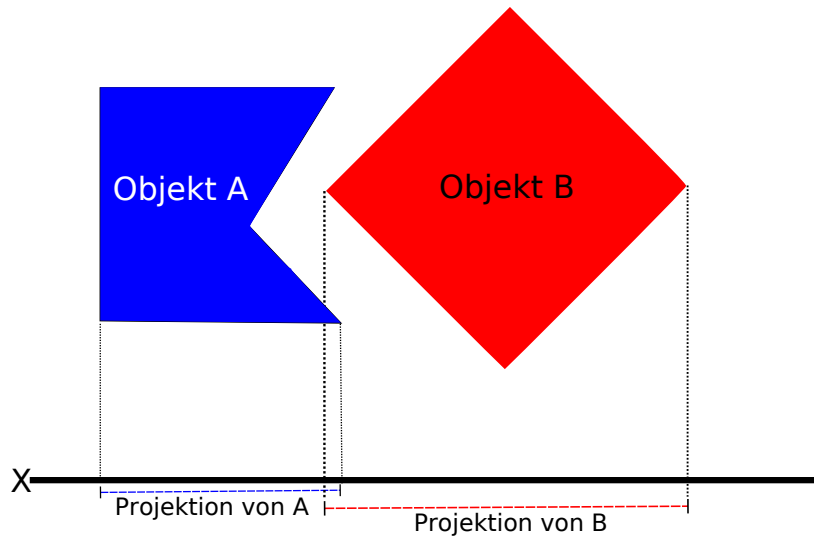 Objekt A
Objekt B
X
Projektion von A
Projektion von B